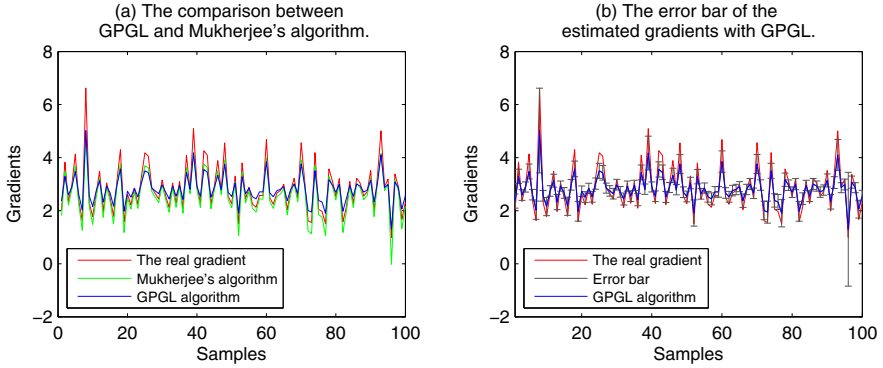 (a) The comparison between
GPGL and Mukherjee's algorithm.
8
6
4
2
0
−2
Gradients
The real gradient
Mukherjee's algorithm
GPGL algorithm
0 20 40 60 80 100
Samples
(b) The error bar of the
estimated gradients with GPGL.
8
6
4
2
0
−2
Gradients
The real gradient
Error bar
GPGL algorithm
20 40 60 80 100
Samples